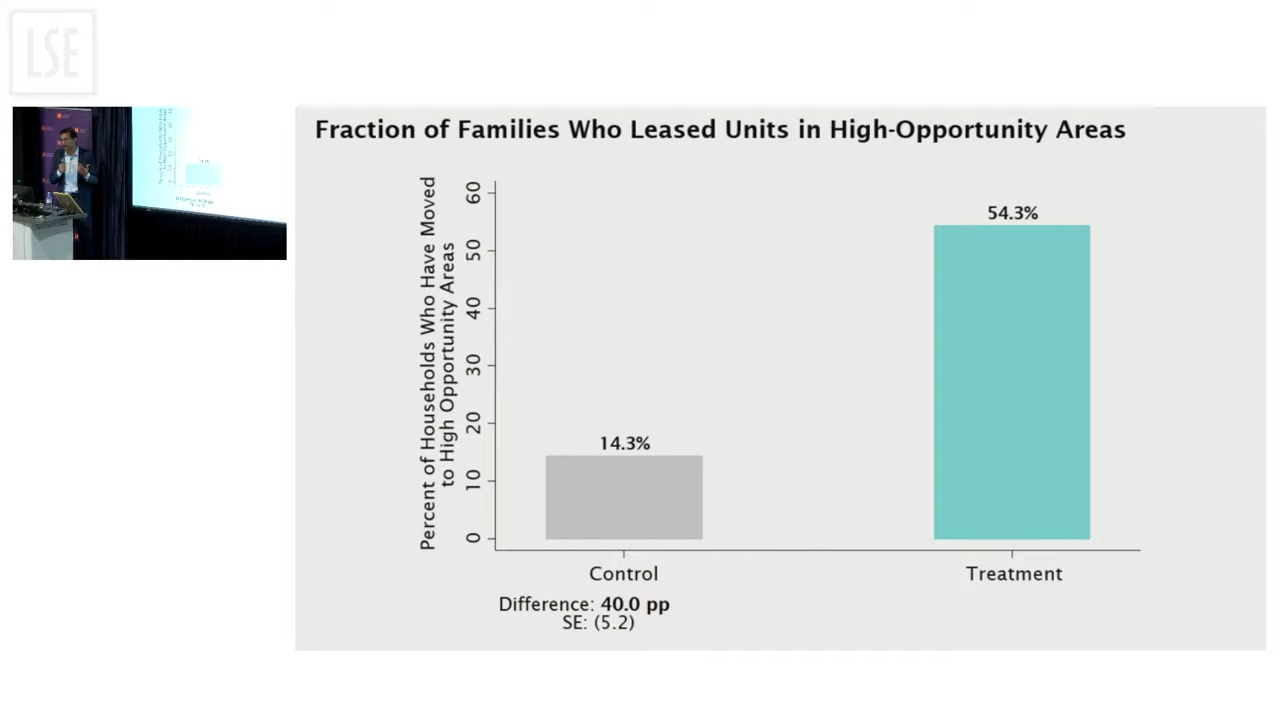 LSE
Fraction of Families Who Leased Units in High-Opportunity Areas
Percent of Households Who Have Moved
to High Opportunity Areas
60
50
40
30
20
10
0
14.3%
54.3%
Control
Treatment
Difference: 40.0 pp
SE: (5.2)